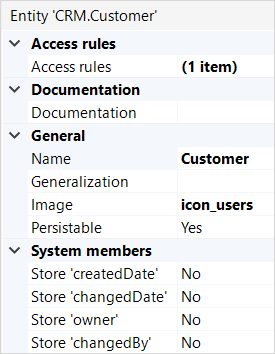 Entity 'CRM.Customer'
Access rules
Access rules (1 item)
Documentation
Documentation
General
Name Customer
Generalization
Image icon_users
Persistable Yes
System members
Store 'createdDate' No
Store 'changedDate' No
Store 'owner' No
Store 'changedBy' No